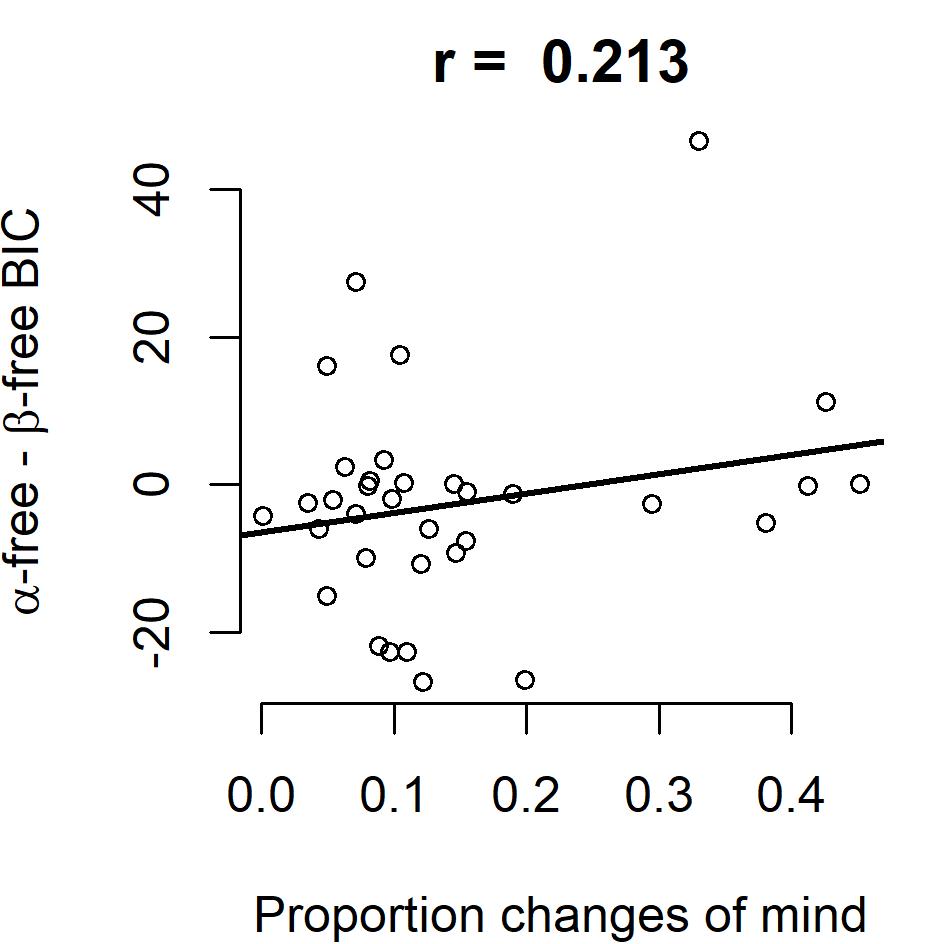 r =  0.213
α-free - β-free BIC
40
20
0
-20
0.0 0.1 0.2 0.3 0.4
Proportion changes of mind